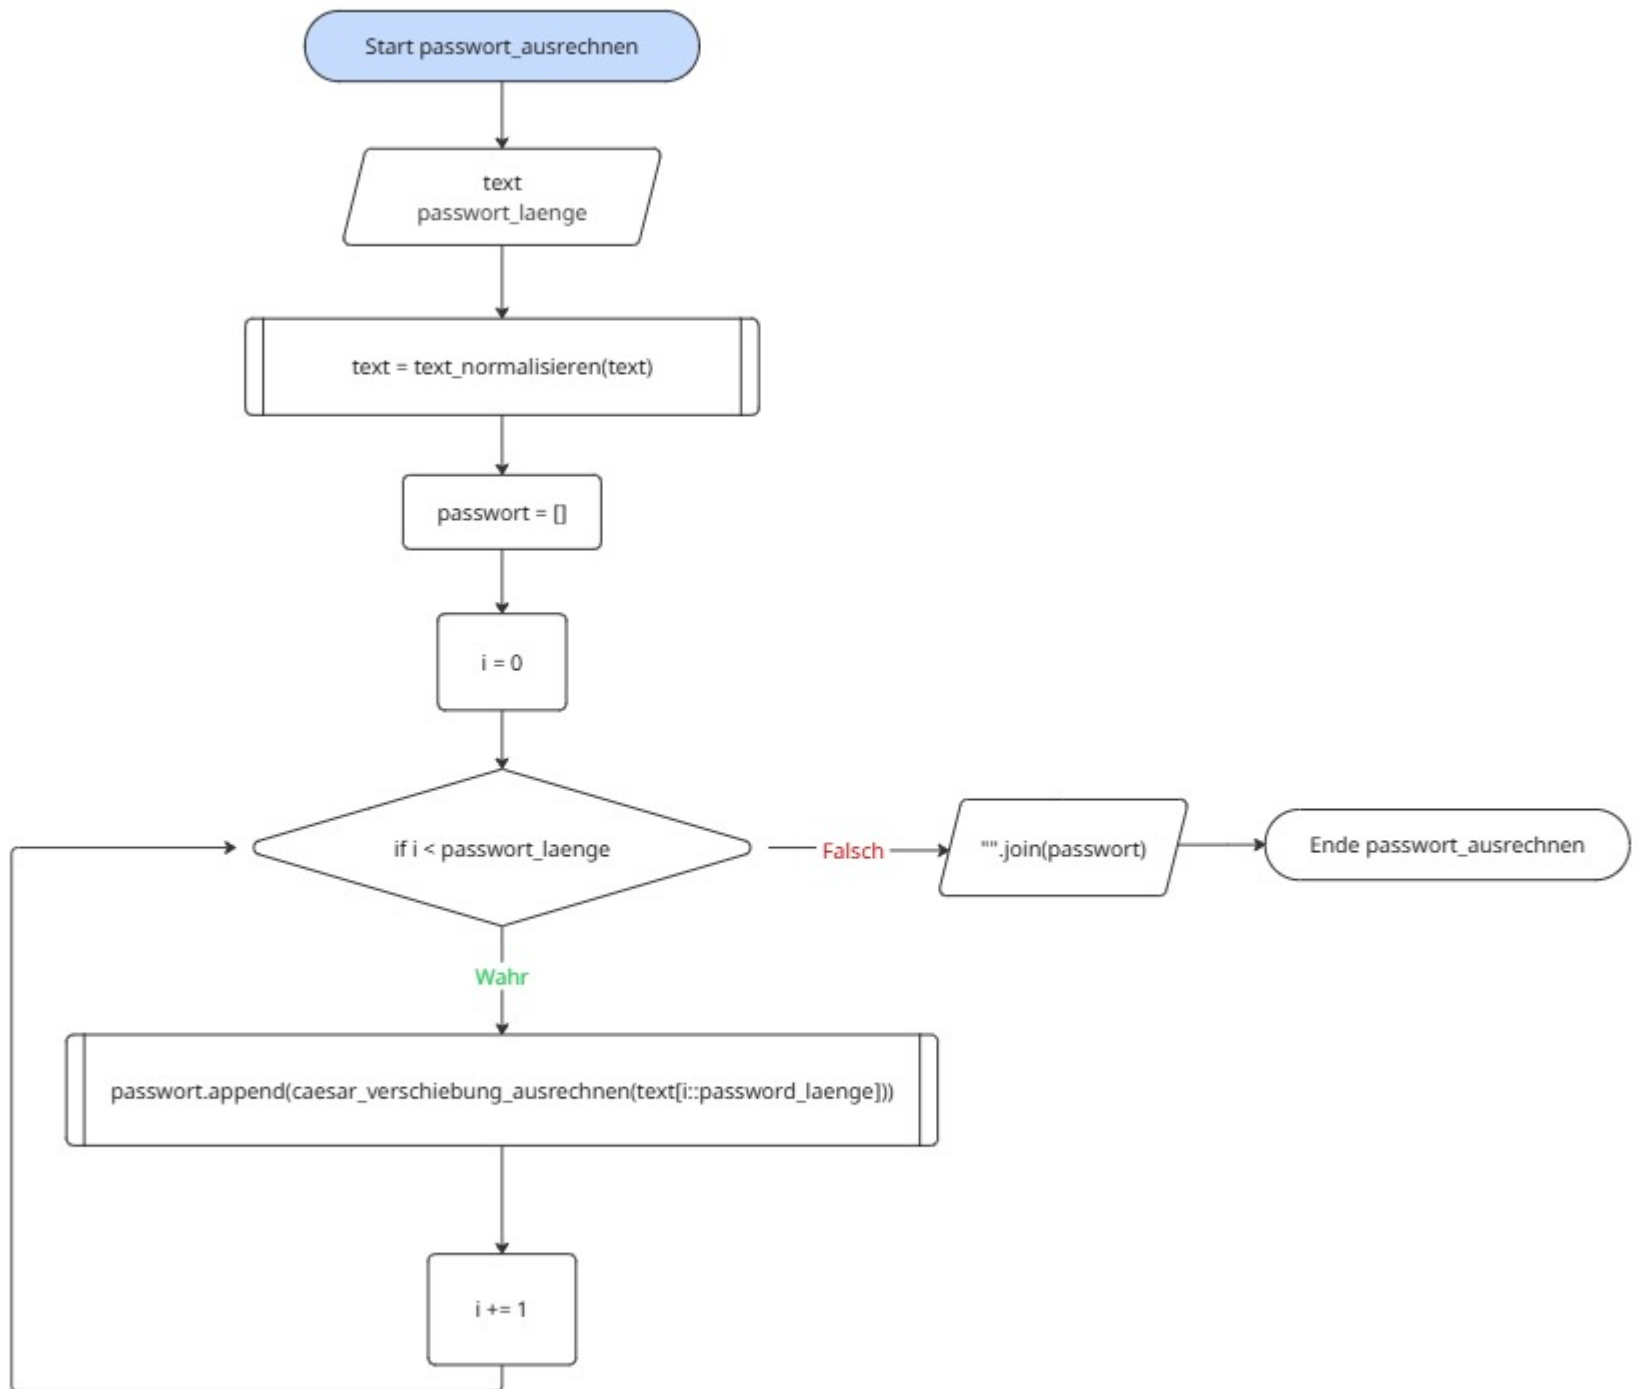 Start passwort_ausrechnen
text
passwort_laenge
text = text_normalisieren(text)
passwort = []
i = 0
if i < passwort_laenge
Falsch
"".join(passwort)
Ende passwort_ausrechnen
Wahr
passwort.append(caesar_verschiebung_ausrechnen(text[i::password_laenge]))
i += 1